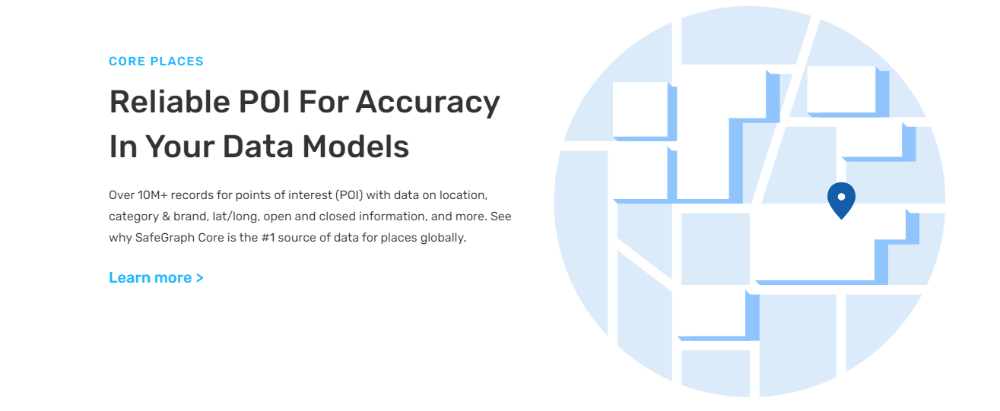 CORE PLACES
Reliable POI For Accuracy
In Your Data Models
Over 10M+ records for points of interest (POI) with data on location,
category & brand, lat/long, open and closed information, and more. See
why SafeGraph Core is the #1 source of data for places globally.
Learn more >